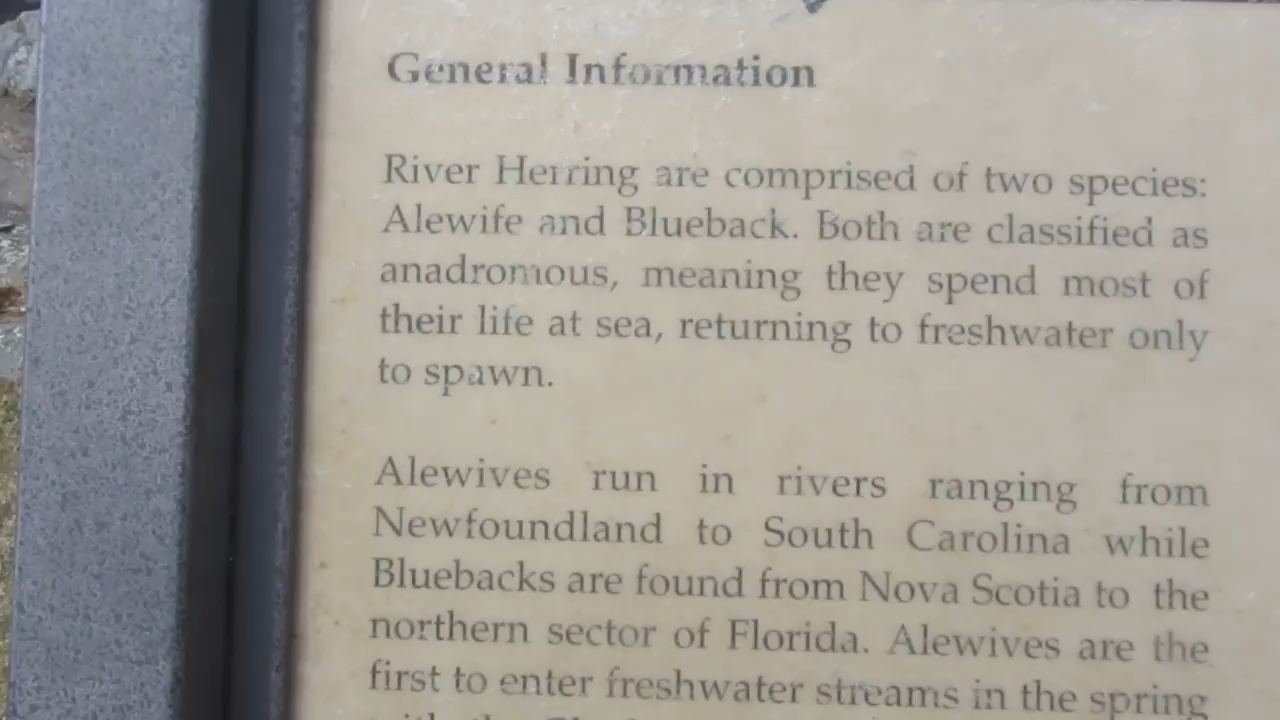 General Information
River Herring are comprised of two species:
Alewife and Blueback. Both are classified as
anadromous, meaning they spend most of
their life at sea, returning to freshwater only
to spawn.
Alewives run in rivers ranging from
Newfoundland to South Carolina while
Bluebacks are found from Nova Scotia to the
northern sector of Florida. Alewives are the
first to enter freshwater streams in the spring